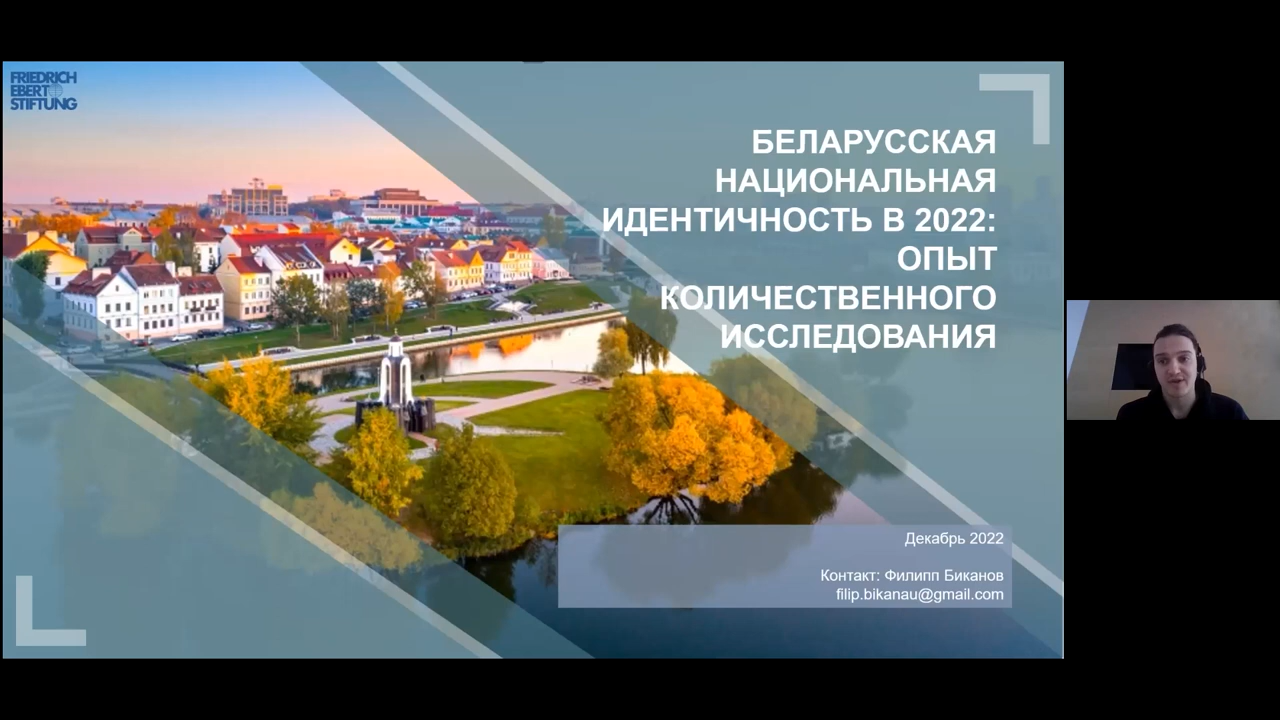 FRIEDRICH
EBERT
STIFTUNG
БЕЛАРУССКАЯ
НАЦИОНАЛЬНАЯ
ИДЕНТИЧНОСТЬ В 2022:
ОПЫТ
КОЛИЧЕСТВЕННОГО
ИССЛЕДОВАНИЯ
Декабрь 2022
Контакт: Филипп Биканов
filip.bikanau@gmail.com